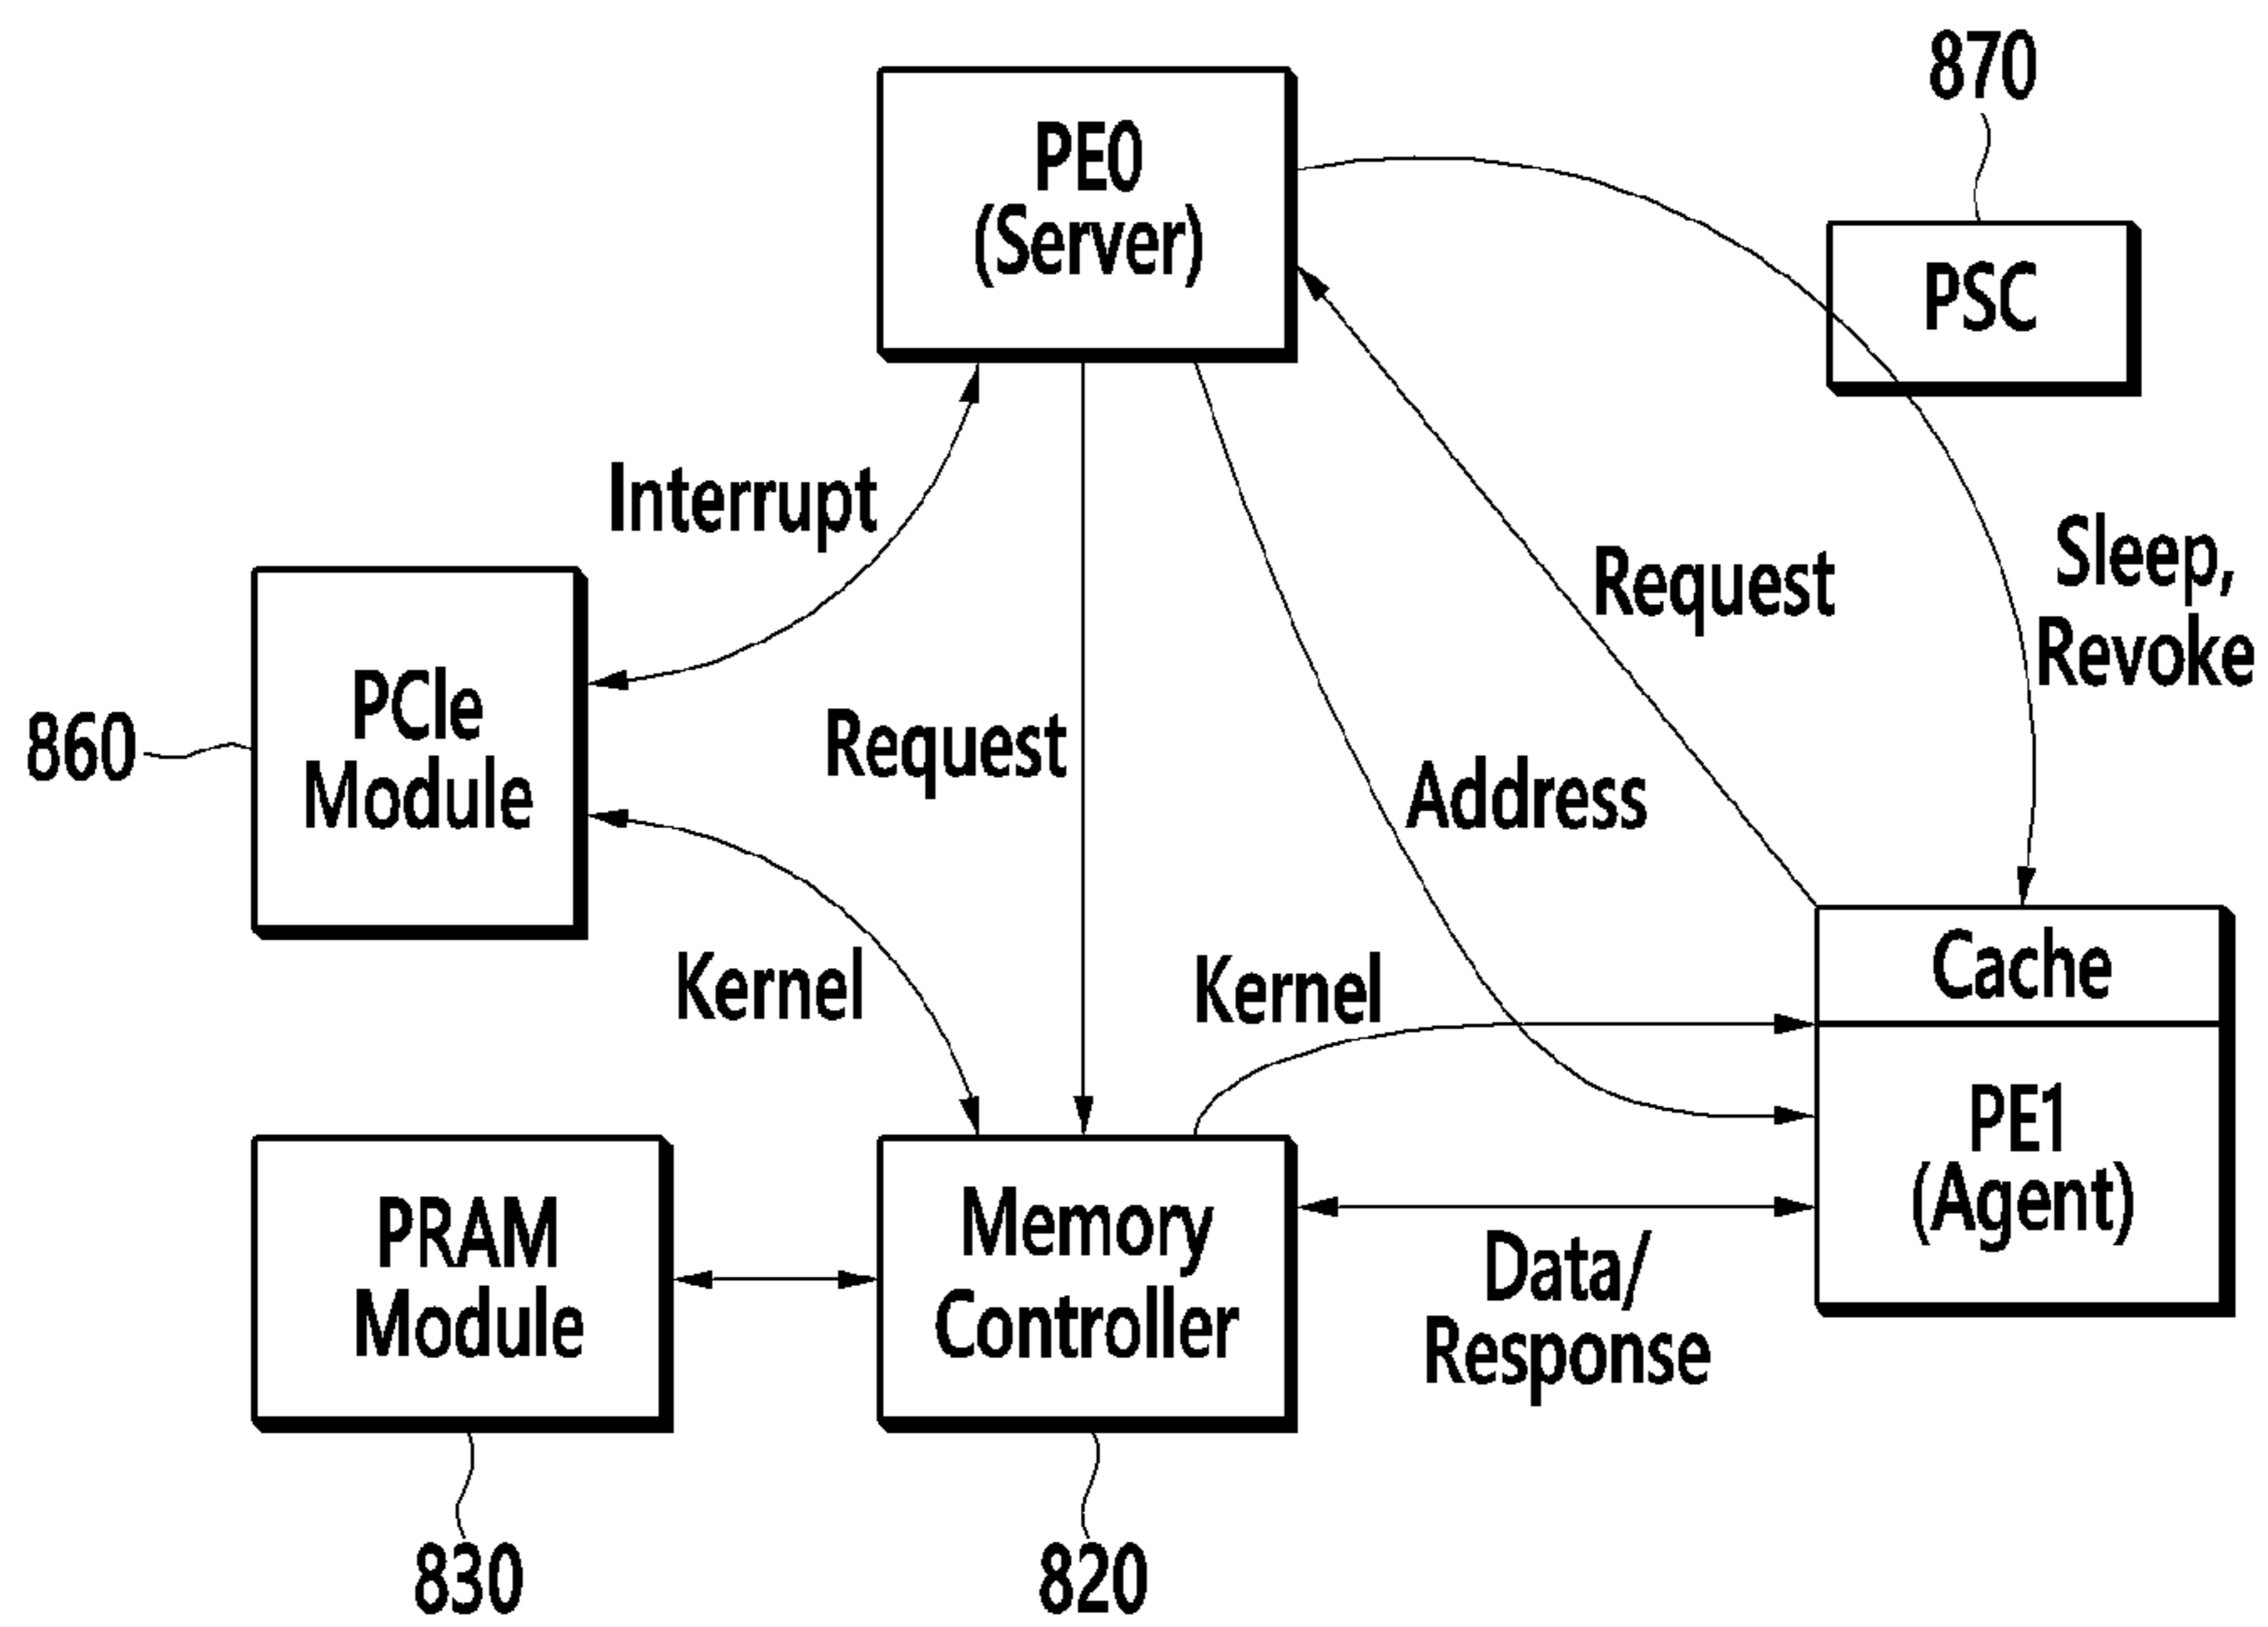 870
PE0
(Server)
PSC
Interrupt
Request
Sleep,
Revoke
PCIe
Module
860
Request
Address
Kernel
Kernel
Cache
PE1
(Agent)
PRAM
Module
Memory
Controller
Data/
Response
830
820